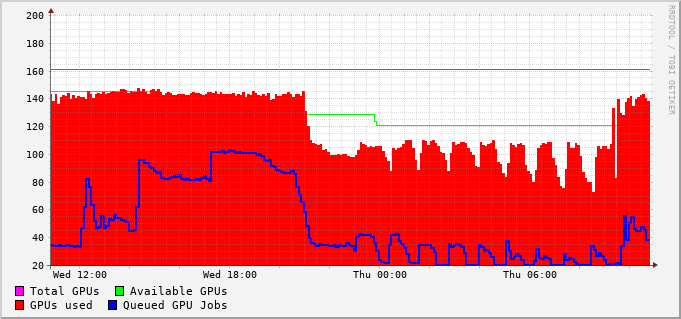 RRDTOOL / TOBI OETIKER
200
180
160
140
120
100
80
60
40
20
Wed 12:00 Wed 18:00 Thu 00:00 Thu 06:00
Total GPUs Available GPUs
GPUs used Queued GPU Jobs